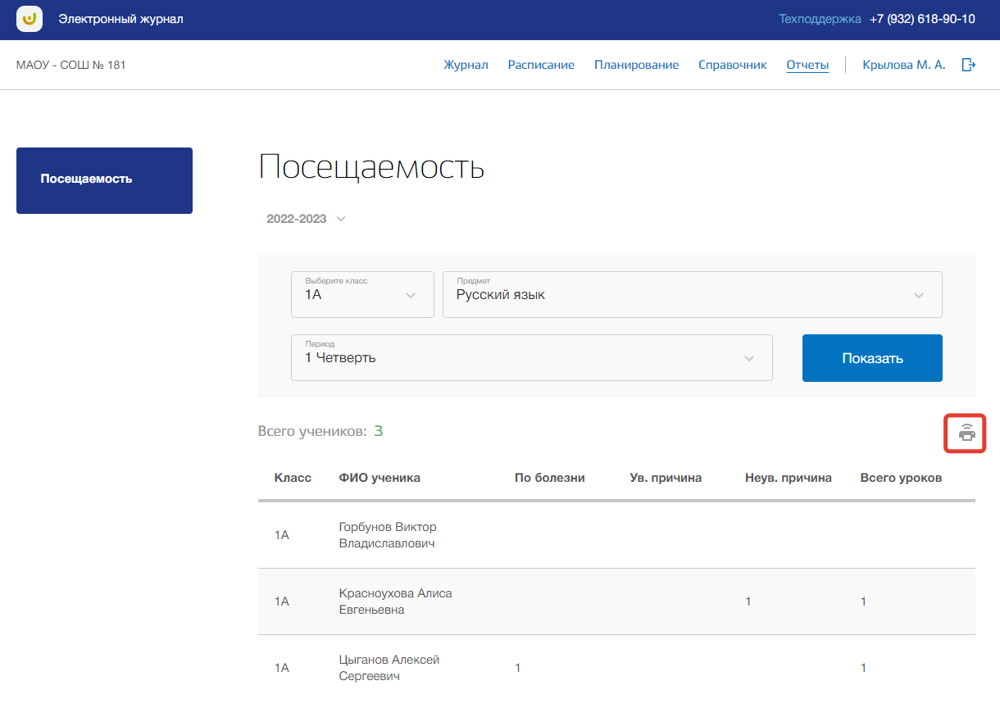 Электронный журнал
Техподдержка +7 (932) 618-90-10
МАОУ - СОШ № 181
Журнал Расписание Планирование Справочник Отчеты Крылова М. А.
Посещаемость
Посещаемость
2022-2023
Выберите класс
1А
Предмет
Русский язык
Период
1 Четверть
Показать
Всего учеников: 3
Класс ФИО ученика По болезни Ув. причина Неув. причина Всего уроков
1А Горбунов Виктор
Владиславлович
1А Красноухова Алиса
Евгеньевна 1 1
1А Цыганов Алексей
Сергеевич 1 1